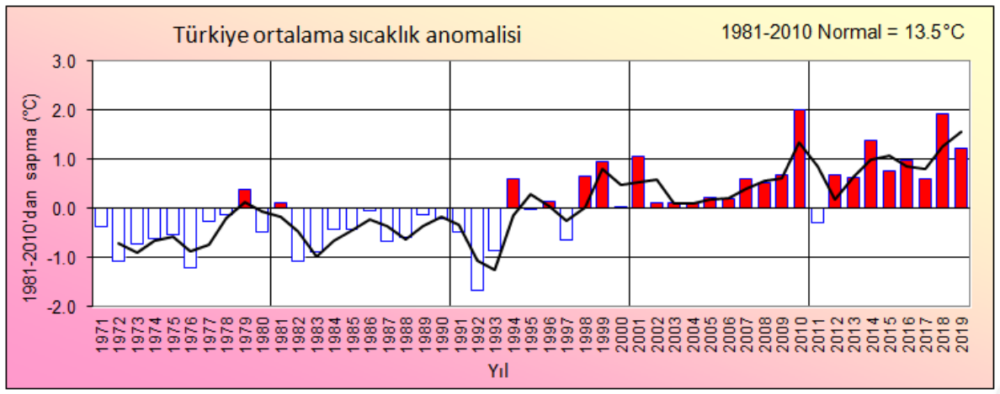 Türkiye ortalama sıcaklık anomalisi
1981-2010 Normal = 13.5°C
1981-2010'dan sapma (°C)
3.0
2.0
1.0
0.0
-1.0
-2.0
1971 1972 1973 1974 1975 1976 1977 1978 1979 1980 1981 1982 1983 1984 1985 1986 1987 1988 1989 1990 1991 1992 1993 1994 1995 1996 1997 1998 1999 2000 2001 2002 2003 2004 2005 2006 2007 2008 2009 2010 2011 2012 2013 2014 2015 2016 2017 2018 2019
Yıl